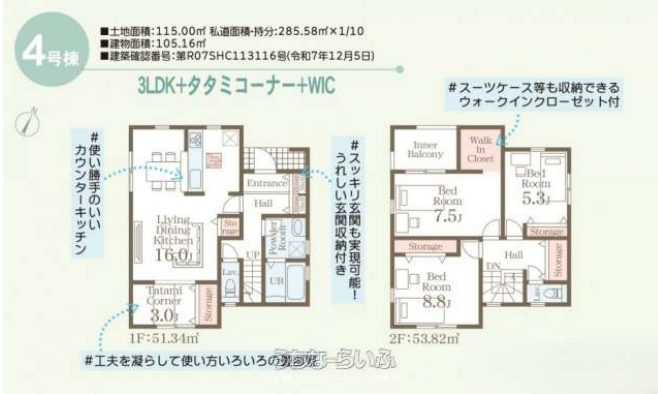 4号棟
■土地面積:115.00㎡ 私道面積・持分:285.58㎡×1/10
■建物面積:105.16㎡
■建築確認番号:第R07SHC113116号(令和7年12月5日)
3LDK+タタミコーナー+WIC
#スーツケース等も収納できる
ウォークインクローゼット付
#使い勝手のいい
カウンターキッチン
#スッキリ玄関も実現可能!
うれしい玄関収納付き
Entrance
Hall
Living
Dining
Kitchen
16.0J
Sto
rage
Powder
Room
UP
Lav.
UB
Tatami
Corner
3.0J
Storage
1F:51.34㎡
Inner
Balcony
Walk
In
Closet
Bed
Room
7.5J
Bed
Room
5.3J
Storage
Storage
Hall
Storage
Bed
Room
8.8J
DN
Lav.
2F:53.82㎡
#工夫を凝らして使い方いろいろの
うちなーらいふ